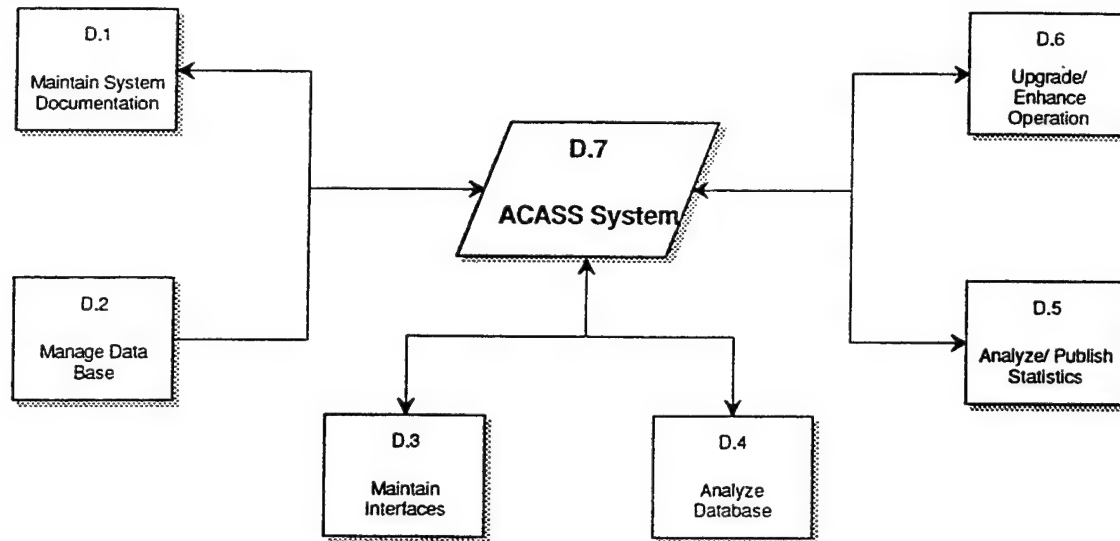 D.1
Maintain System
Documentation
D.6
Upgrade/
Enhance
Operation
D.7
ACASS System
D.2
Manage Data
Base
D.5
Analyze/ Publish
Statistics
D.3
Maintain
Interfaces
D.4
Analyze
Database